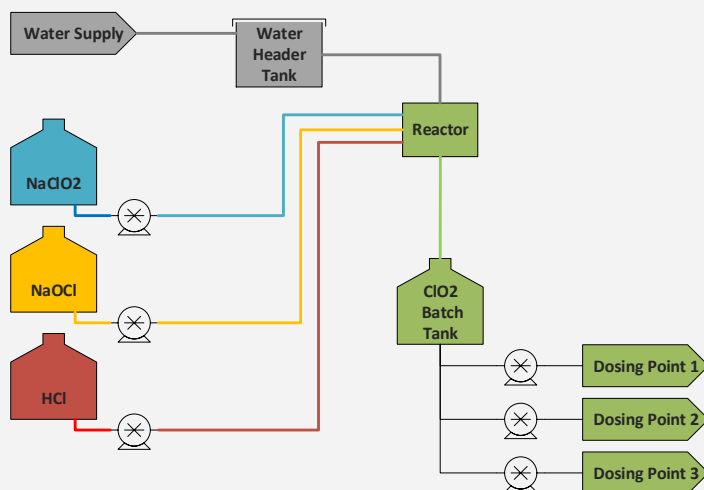 Water Supply
Water
Header
Tank
Reactor
NaClO2
NaOCl
ClO2
Batch
Tank
HCl
Dosing Point 1
Dosing Point 2
Dosing Point 3